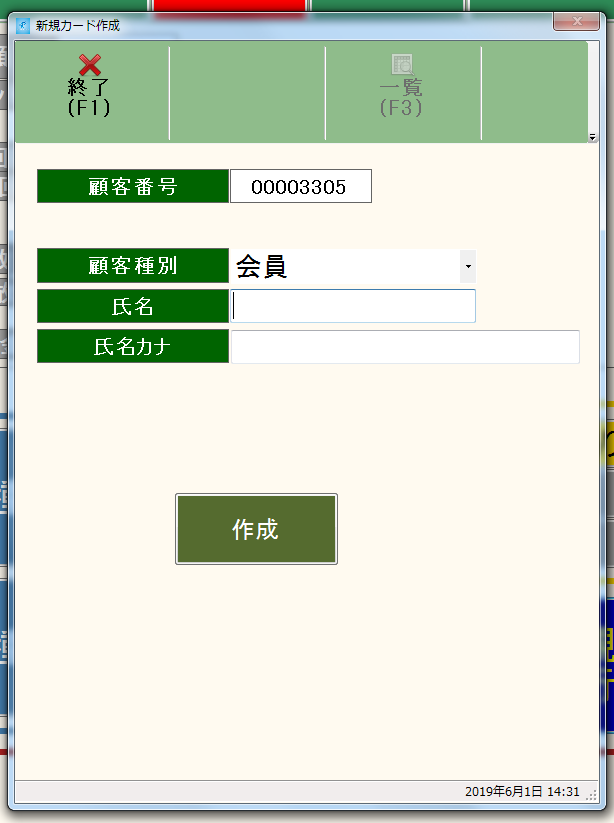 新規カード作成
終了
(F1)
一覧
(F3)
顧客番号
00003305
顧客種別
会員
氏名
氏名カナ
作成
2019年6月1日 14:31